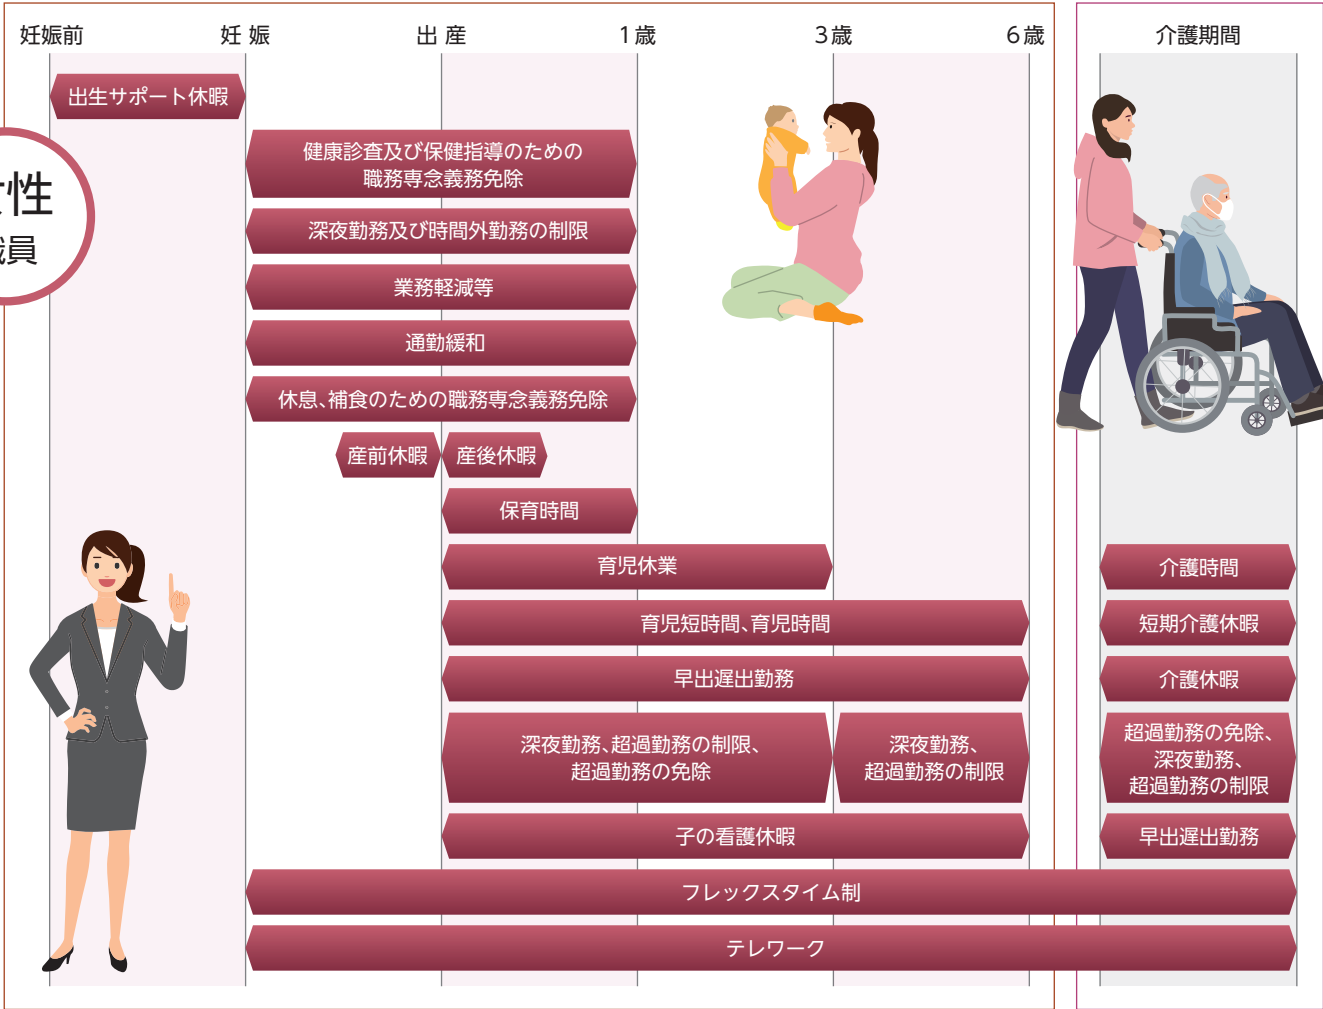 妊娠前 妊娠 出産 1歳 3歳 6歳 介護期間
出生サポート休暇
女性
職員
健康診査及び保健指導のための
職務専念義務免除
深夜勤務及び時間外勤務の制限
業務軽減等
通勤緩和
休息、補食のための職務専念義務免除
産前休暇 産後休暇
保育時間
育児休業 介護時間
育児短時間、育児時間 短期介護休暇
早出遅出勤務 介護休暇
深夜勤務、超過勤務の制限、
超過勤務の免除
深夜勤務、
超過勤務の制限
超過勤務の免除、
深夜勤務、
超過勤務の制限
子の看護休暇 早出遅出勤務
フレックスタイム制
テレワーク